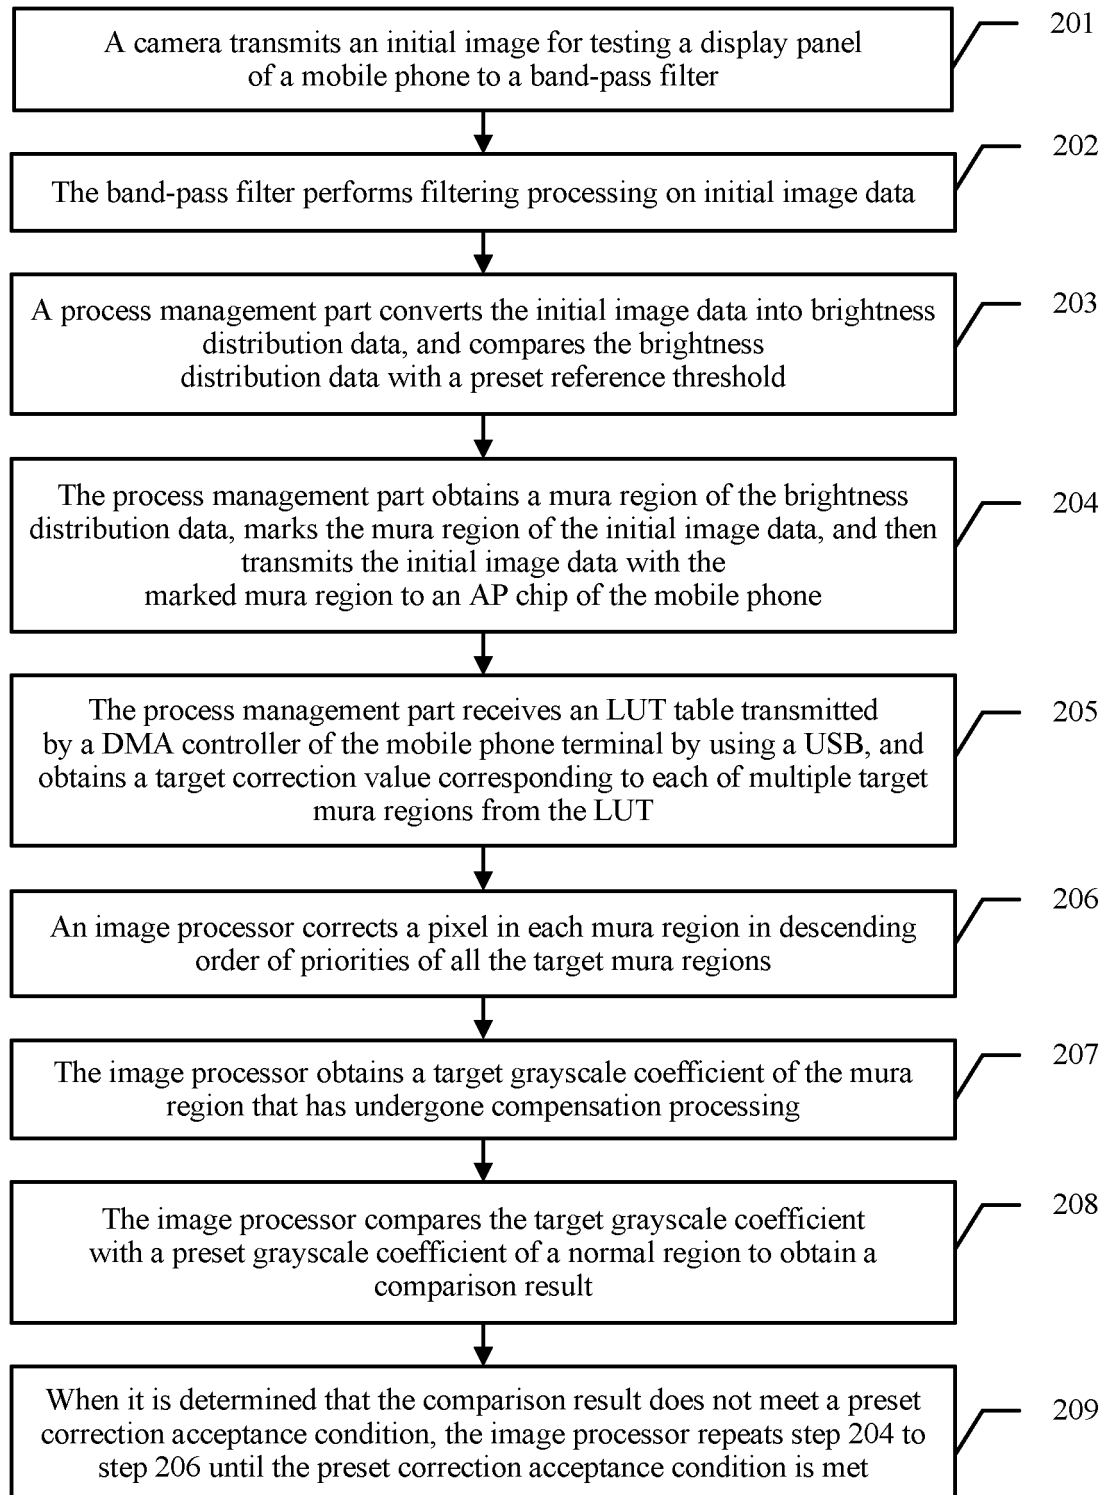 A camera transmits an initial image for testing a display panel
of a mobile phone to a band-pass filter
201
The band-pass filter performs filtering processing on initial image data
202
A process management part converts the initial image data into brightness
distribution data, and compares the brightness
distribution data with a preset reference threshold
203
The process management part obtains a mura region of the brightness
distribution data, marks the mura region of the initial image data, and then
transmits the initial image data with the
marked mura region to an AP chip of the mobile phone
204
The process management part receives an LUT table transmitted
by a DMA controller of the mobile phone terminal by using a USB, and
obtains a target correction value corresponding to each of multiple target
mura regions from the LUT
205
An image processor corrects a pixel in each mura region in descending
order of priorities of all the target mura regions
206
The image processor obtains a target grayscale coefficient of the mura
region that has undergone compensation processing
207
The image processor compares the target grayscale coefficient
with a preset grayscale coefficient of a normal region to obtain a
comparison result
208
When it is determined that the comparison result does not meet a preset
correction acceptance condition, the image processor repeats step 204 to
step 206 until the preset correction acceptance condition is met
209